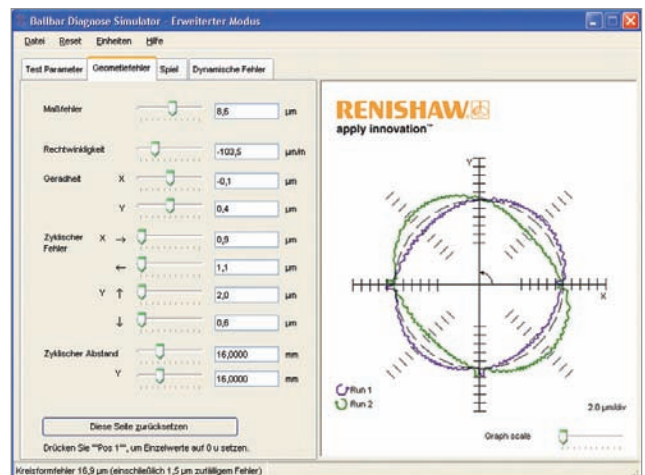 Ballbar Diagnose Simulator - Erweiterter Modus
Datei Reset Einheiten Hilfe
Test Parameter Geometriefehler Spiel Dynamische Fehler
Maßfehler 8,6 µm
Rechtwinkligkeit -103,5 µm/m
Geradheit X -0,1 µm
Y 0,4 µm
Zyklischer Fehler X → 0,9 µm
← 1,1 µm
Y ↑ 2,0 µm
↓ 0,6 µm
Zyklischer Abstand 16,0000 mm
Y 16,0000 mm
Diese Seite zurücksetzen
Drücken Sie ""Pos 1"", um Einzelwerte auf 0 u setzen.
RENISHAW
apply innovation™
Y
X
Run 1
Run 2
2.0 µm/div
Graph scale
Kreisformfehler 16,9 µm (einschließlich 1,5 µm zufälligem Fehler)